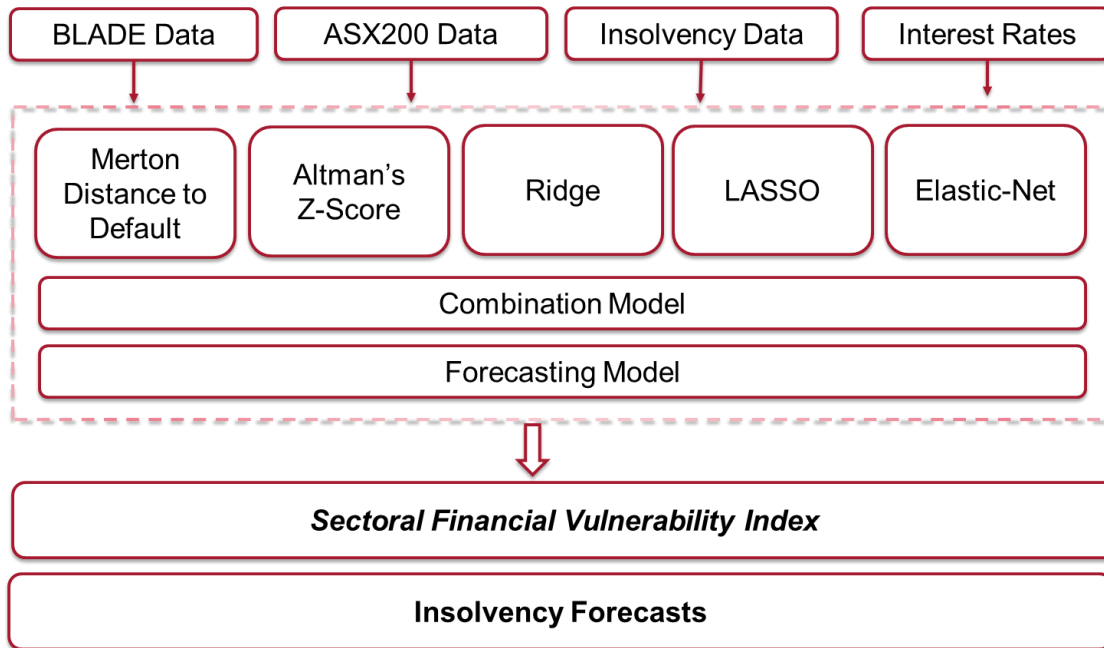 BLADE Data
ASX200 Data
Insolvency Data
Interest Rates
Merton
Distance to
Default
Altman's
Z-Score
Ridge
LASSO
Elastic-Net
Combination Model
Forecasting Model
Sectoral Financial Vulnerability Index
Insolvency Forecasts